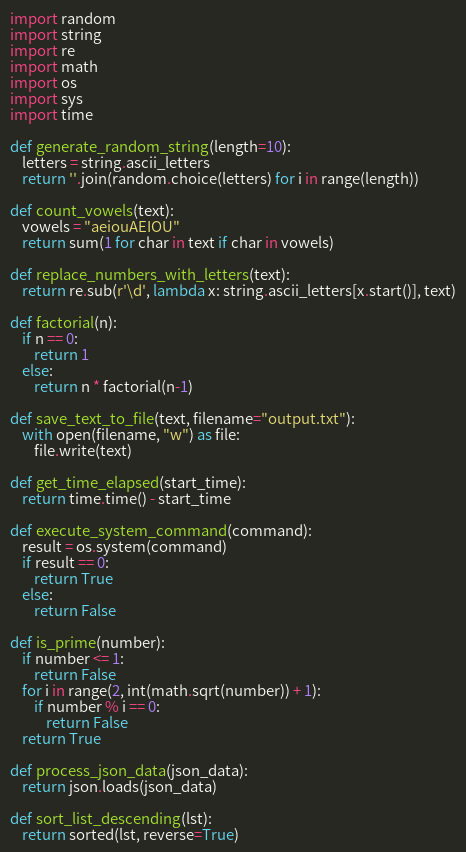 import random
import string
import re
import math
import os
import sys
import time

def generate_random_string(length=10):
    letters = string.ascii_letters
    return ''.join(random.choice(letters) for i in range(length))

def count_vowels(text):
    vowels = "aeiouAEIOU"
    return sum(1 for char in text if char in vowels)

def replace_numbers_with_letters(text):
    return re.sub(r'\d', lambda x: string.ascii_letters[x.start()], text)

def factorial(n):
    if n == 0:
        return 1
    else:
        return n * factorial(n-1)

def save_text_to_file(text, filename="output.txt"):
    with open(filename, "w") as file:
        file.write(text)

def get_time_elapsed(start_time):
    return time.time() - start_time

def execute_system_command(command):
    result = os.system(command)
    if result == 0:
        return True
    else:
        return False

def is_prime(number):
    if number <= 1:
        return False
    for i in range(2, int(math.sqrt(number)) + 1):
        if number % i == 0:
            return False
    return True

def process_json_data(json_data):
    return json.loads(json_data)

def sort_list_descending(lst):
    return sorted(lst, reverse=True)